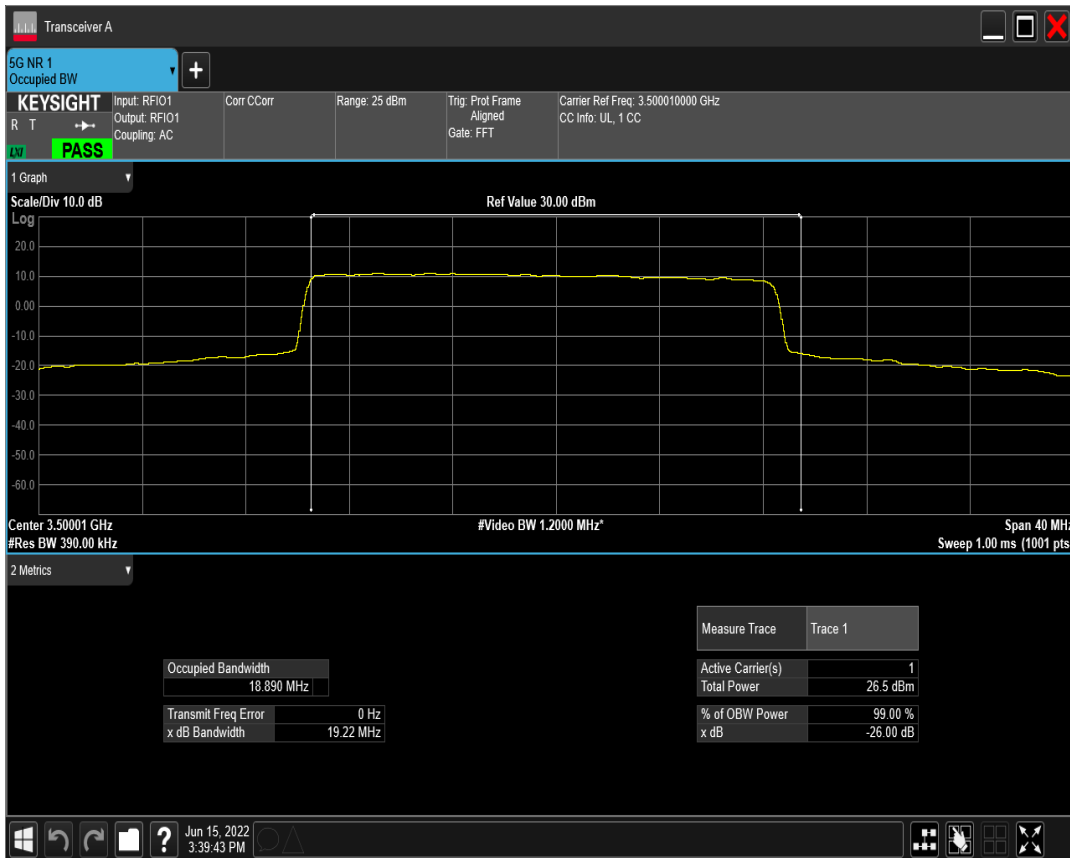 Transceiver A
5G NR 1
Occupied BW
KEYSIGHT
R T
LXI
PASS
Input: RFIO1
Output: RFIO1
Coupling: AC
Corr CCorr
Range: 25 dBm
Trig: Prot Frame
Aligned
Gate: FFT
Carrier Ref Freq: 3.500010000 GHz
CC Info: UL, 1 CC
1 Graph
Scale/Div 10.0 dB
Ref Value 30.00 dBm
Log
20.0
10.0
0.00
-10.0
-20.0
-30.0
-40.0
-50.0
-60.0
Center 3.50001 GHz
#Video BW 1.2000 MHz*
Span 40 MHz
#Res BW 390.00 kHz
Sweep 1.00 ms (1001 pts
2 Metrics
Measure Trace Trace 1
Occupied Bandwidth
18.890 MHz
Active Carrier(s) 1
Total Power 26.5 dBm
Transmit Freq Error 0 Hz
x dB Bandwidth 19.22 MHz
% of OBW Power 99.00 %
x dB -26.00 dB
?
Jun 15, 2022
3:39:43 PM